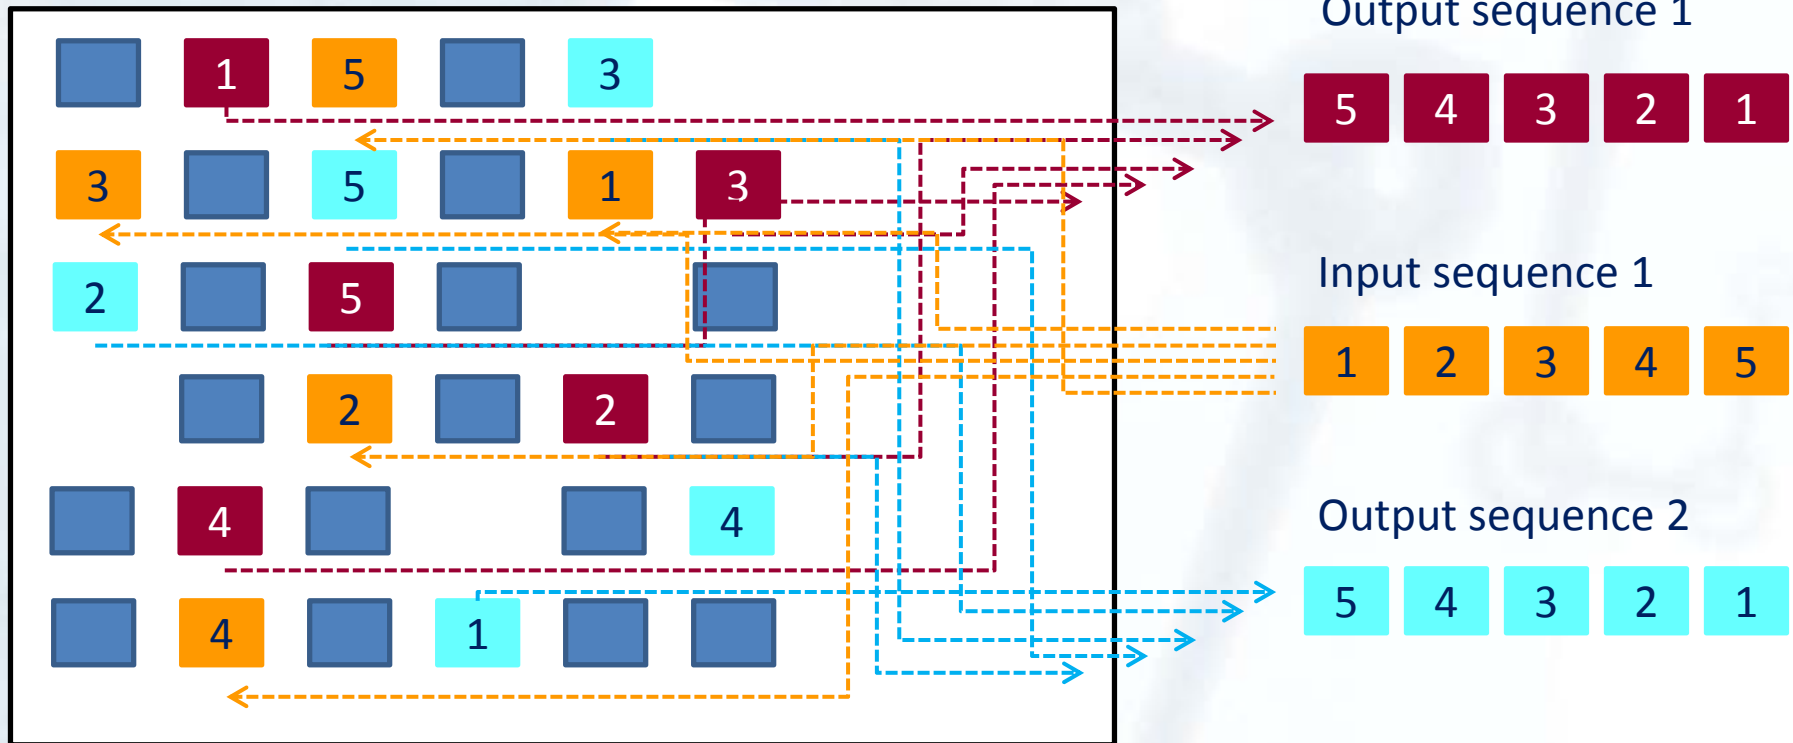 Output sequence 1
1 5 3
5 4 3 2 1
3 5 1 3
Input sequence 1
2 5
1 2 3 4 5
2 2
Output sequence 2
4 4
5 4 3 2 1
4 1